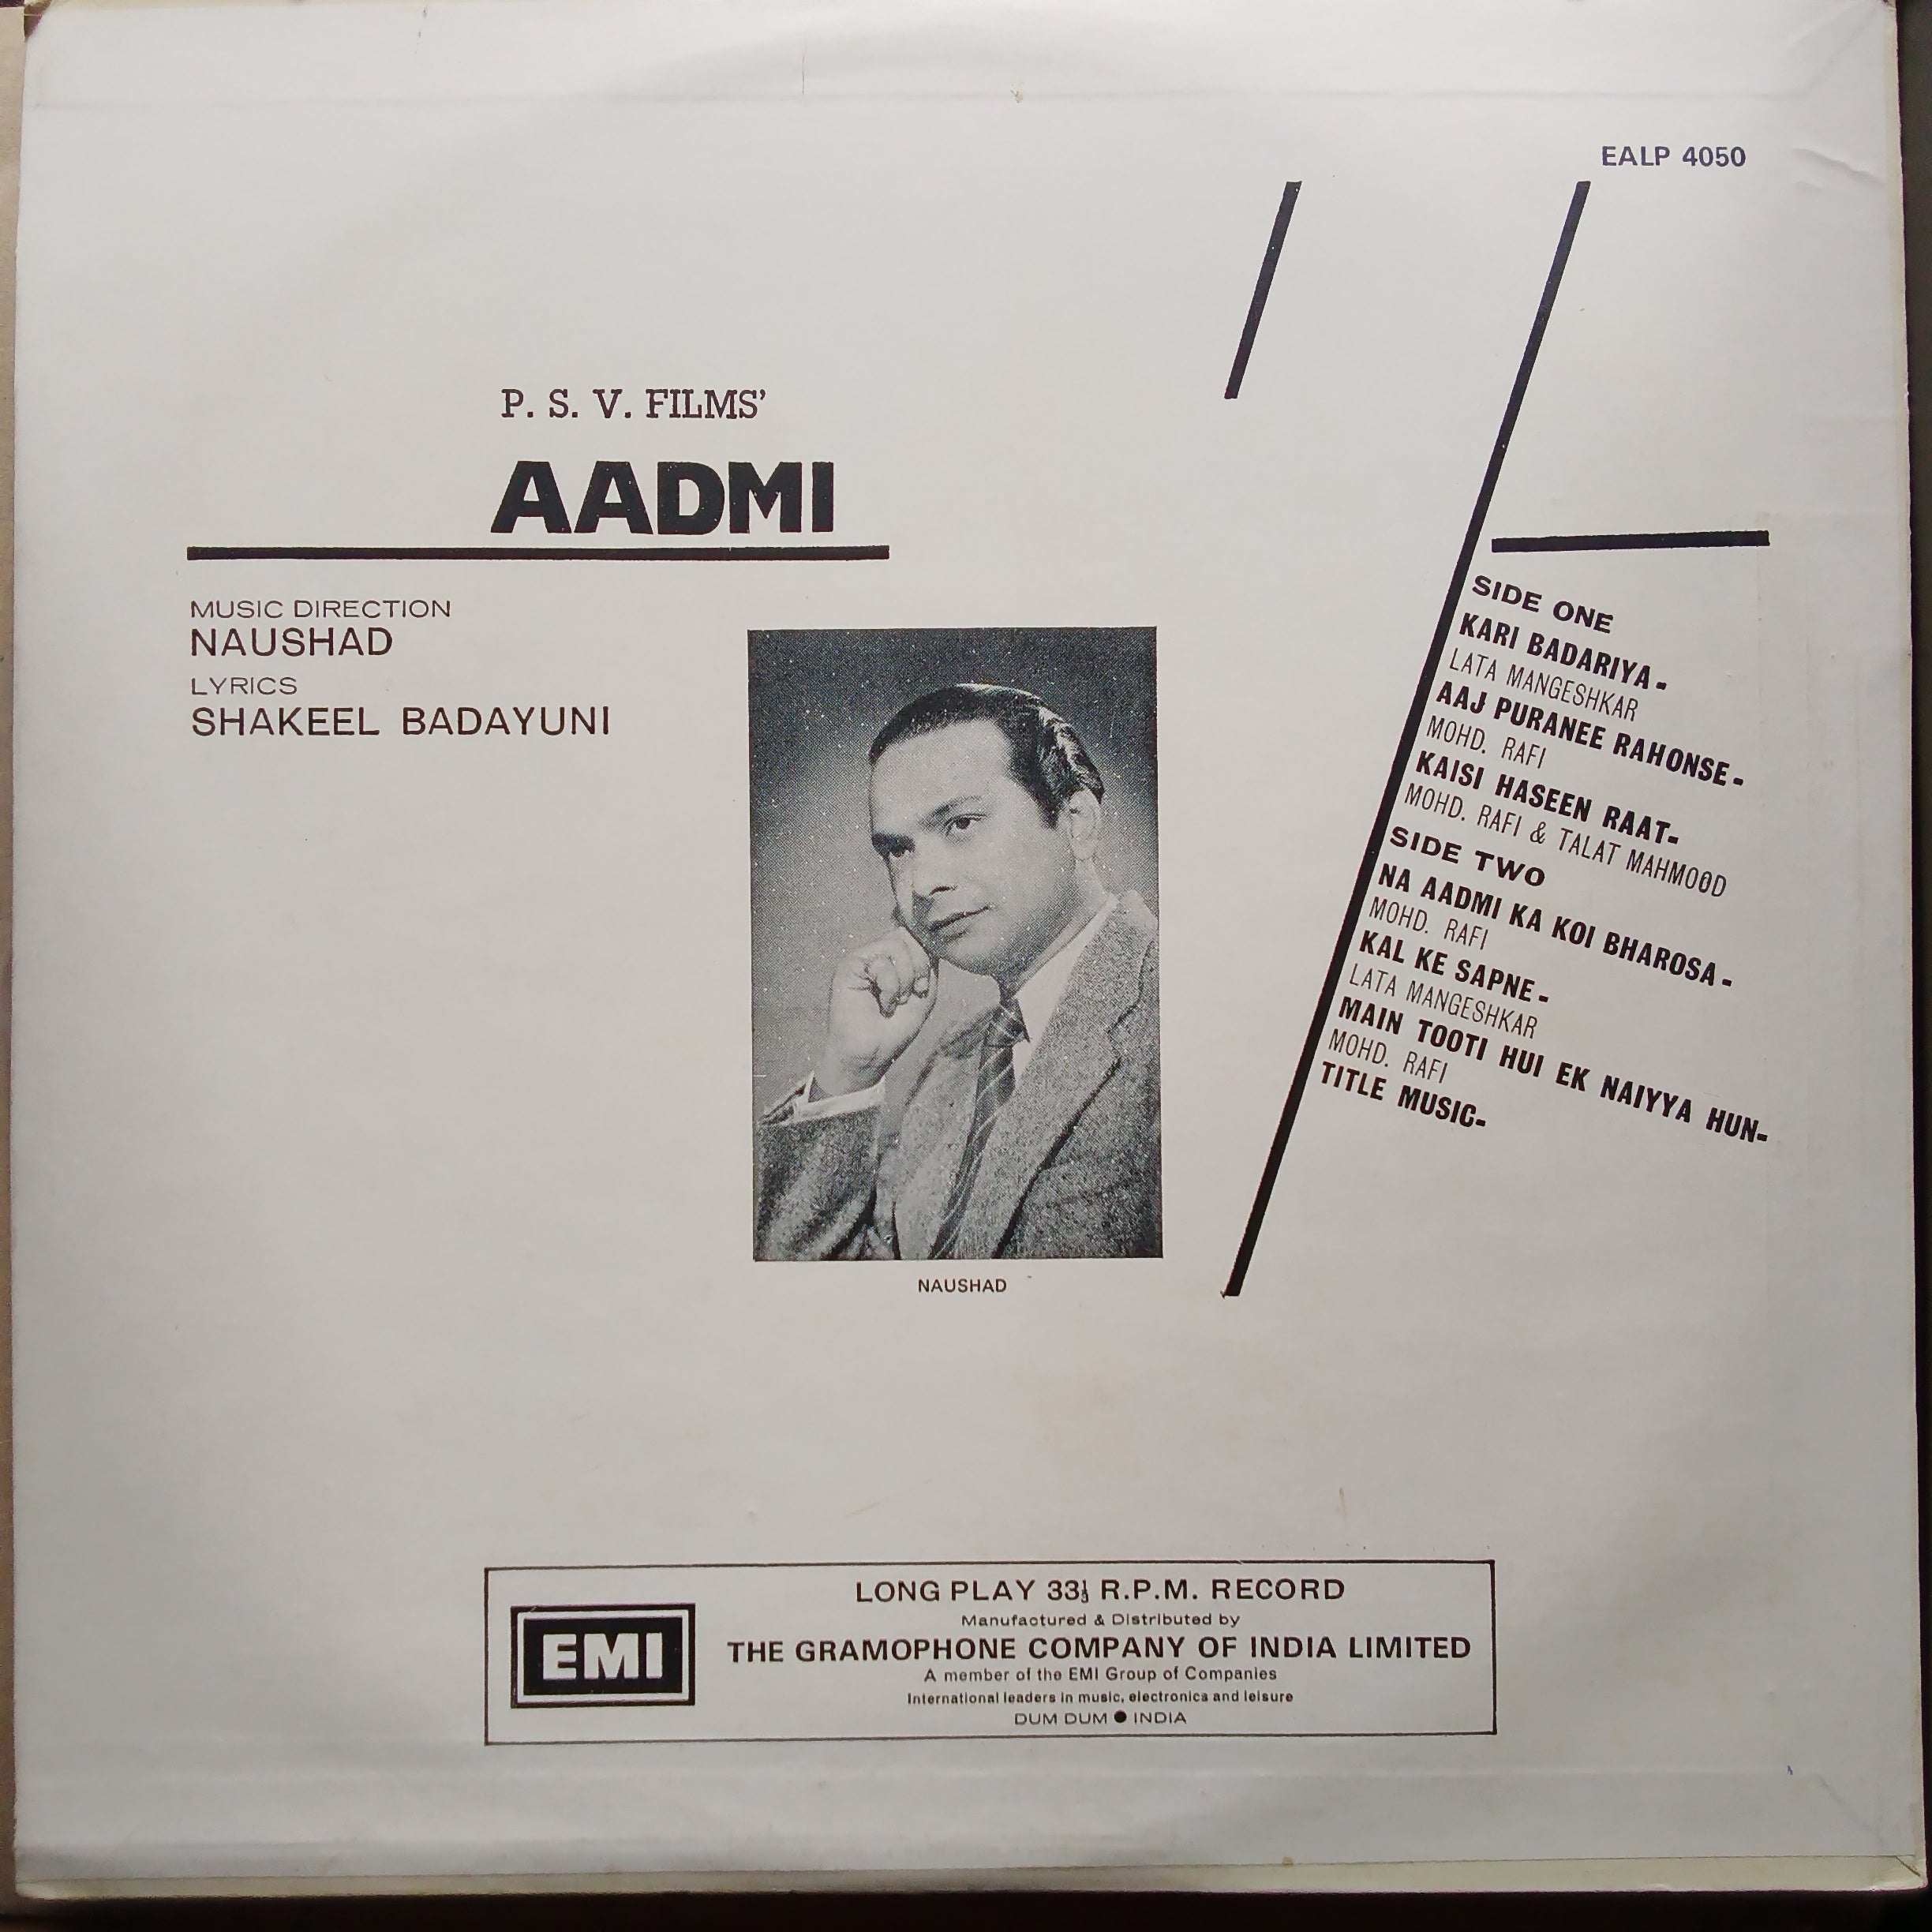 EALP 4050
P. S. V. FILMS’
AADMI
MUSIC DIRECTION
NAUSHAD
LYRICS
SHAKEEL BADAYUNI
NAUSHAD
SIDE ONE
KARI BADARIYA-
LATA MANGESHKAR
AAJ PURANEE RAHONSE-
MOHD. RAFI
KAISI HASEEN RAAT-
MOHD. RAFI & TALAT MAHMOOD
SIDE TWO
NA AADMI KA KOI BHAROSA-
MOHD. RAFI
KAL KE SAPNE-
LATA MANGESHKAR
MAIN TOOTI HUI EK NAIYYA HUN-
MOHD. RAFI
TITLE MUSIC-
EMI
LONG PLAY 33⅓ R.P.M. RECORD
Manufactured & Distributed by
THE GRAMOPHONE COMPANY OF INDIA LIMITED
A member of the EMI Group of Companies
International leaders in music, electronics and leisure
DUM DUM ● INDIA